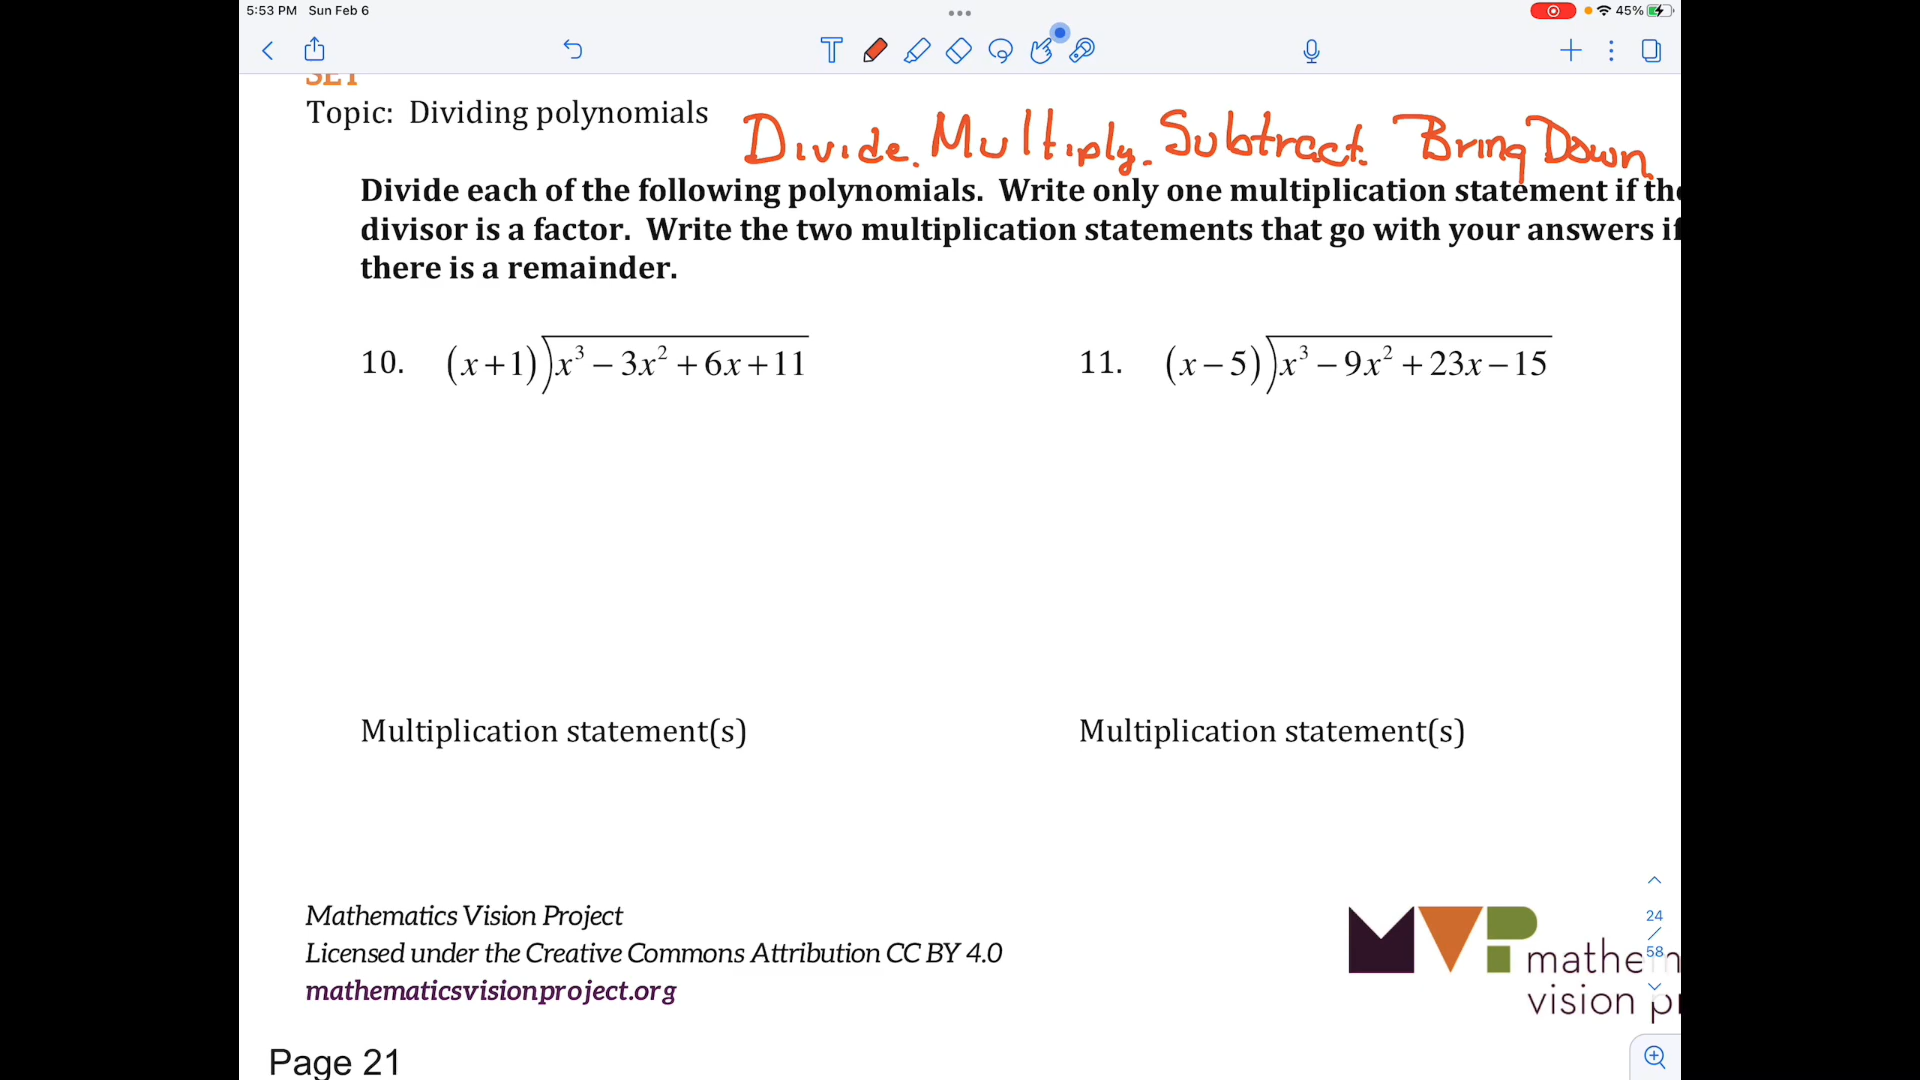 5:53 PM Sun Feb 6
45%
SET
Topic: Dividing polynomials
Divide. Multiply. Subtract. Bring Down.
Divide each of the following polynomials. Write only one multiplication statement if the
divisor is a factor. Write the two multiplication statements that go with your answers if
there is a remainder.
10. (x+1))x³ – 3x² + 6x + 11
11. (x – 5))x³ – 9x² + 23x – 15
Multiplication statement(s)
Multiplication statement(s)
Mathematics Vision Project
Licensed under the Creative Commons Attribution CC BY 4.0
mathematicsvisionproject.org
MVP
vision
24
/
58
Page 21